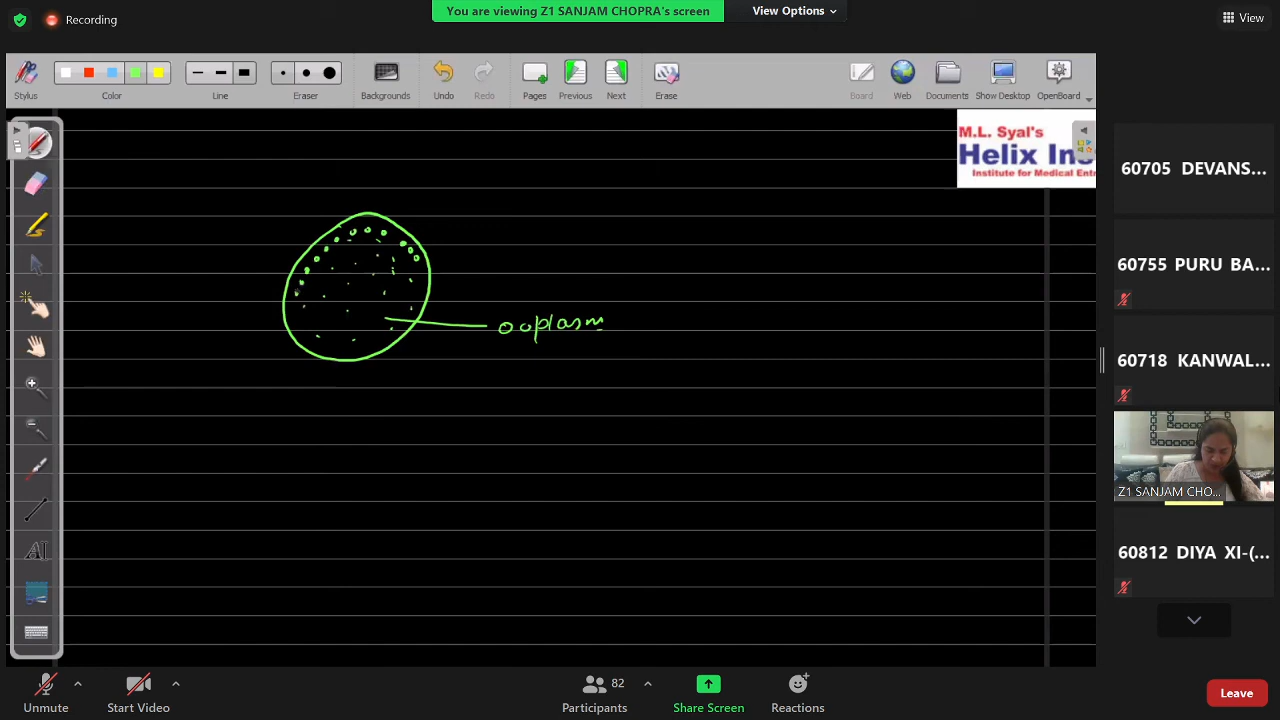 Recording
You are viewing Z1 SANJAM CHOPRA's screen
View Options
View
Stylus
Color
Line
Eraser
Backgrounds
Undo
Redo
Pages
Previous
Next
Erase
Board
Web
Documents
Show Desktop
OpenBoard
M.L. Syal's
Helix Ins
Institute for Medical Entr
ooplasm
60705 DEVANS...
60755 PURU BA...
60718 KANWAL...
Z1 SANJAM CHO...
60812 DIYA XI-(...
Unmute
Start Video
82
Participants
Share Screen
Reactions
Leave